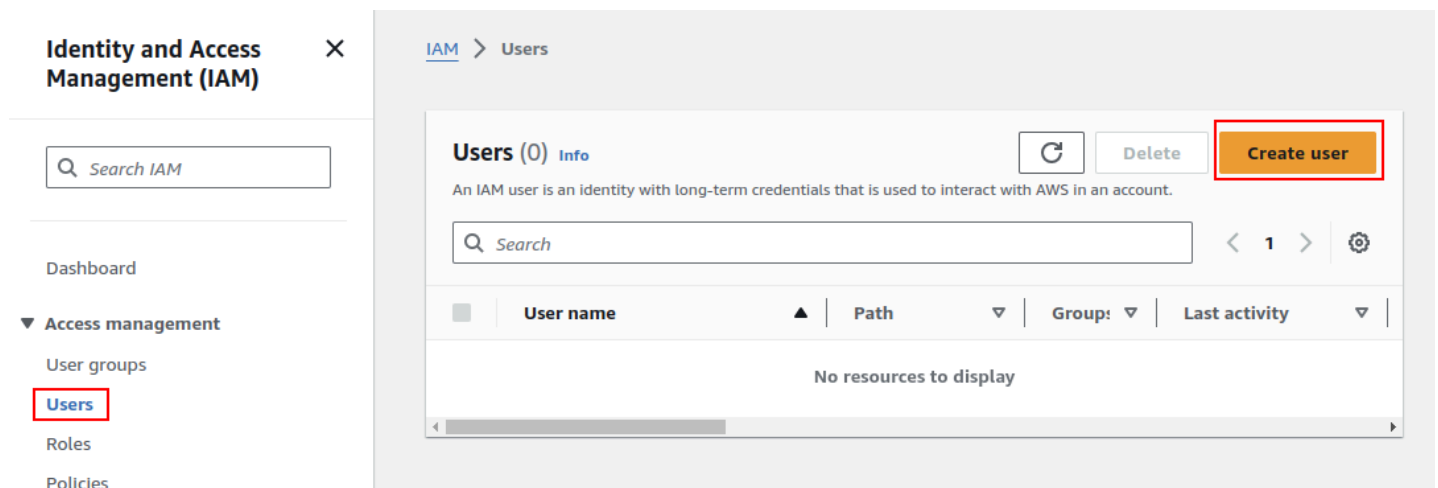 Identity and Access
Management (IAM)
Search IAM
Dashboard
Access management
User groups
Users
Roles
Policies
IAM > Users
Users (0) Info
Delete
Create user
An IAM user is an identity with long-term credentials that is used to interact with AWS in an account.
Search
1
User name
Path
Groups
Last activity
No resources to display